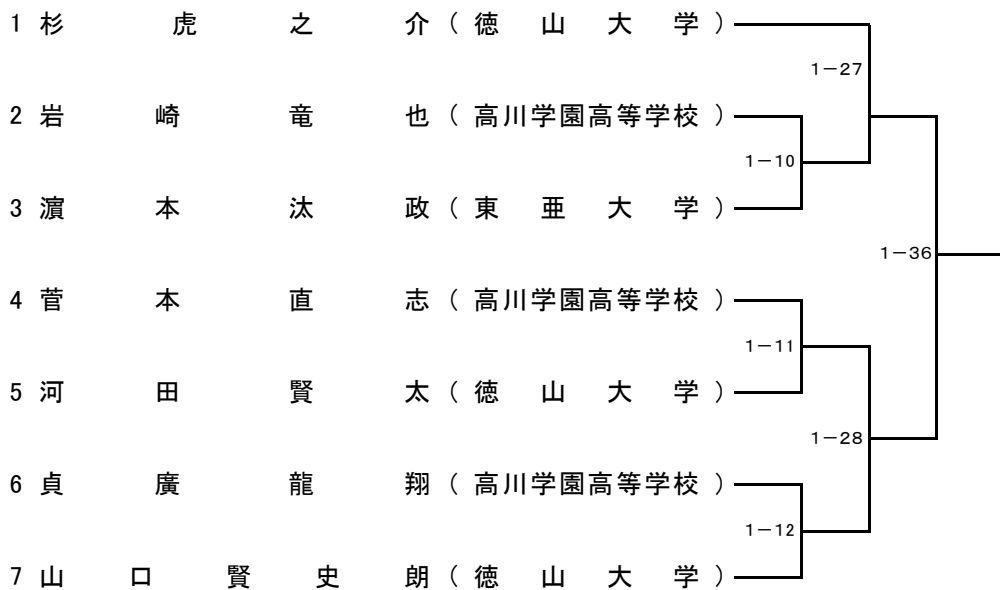 1 杉 虎 之 介 （ 徳 山 大 学 ）
1－27
2 岩 崎 竜 也 （ 高川学園高等学校 ）
1－10
3 濵 本 汰 政 （ 東 亜 大 学 ）
1－36
4 菅 本 直 志 （ 高川学園高等学校 ）
1－11
5 河 田 賢 太 （ 徳 山 大 学 ）
1－28
6 貞 廣 龍 翔 （ 高川学園高等学校 ）
1－12
7 山 口 賢 史 朗 （ 徳 山 大 学 ）